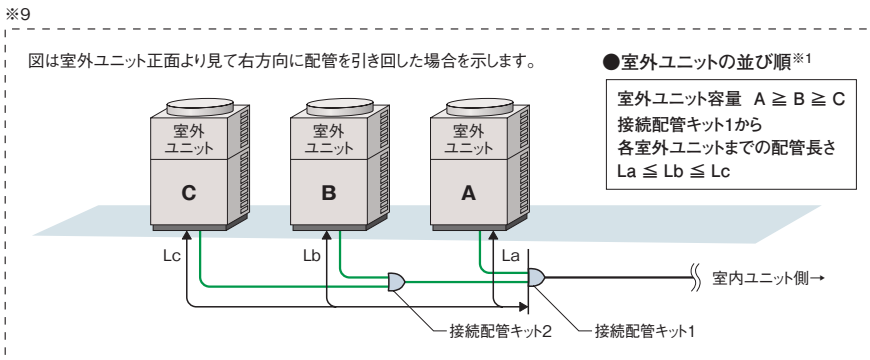 ※9
図は室外ユニット正面より見て右方向に配管を引き回した場合を示します。
●室外ユニットの並び順※1
室外ユニット容量 A ≧ B ≧ C
接続配管キット1から
各室外ユニットまでの配管長さ
La ≦ Lb ≦ Lc
室外
ユニット
C
室外
ユニット
B
室外
ユニット
A
Lc
Lb
La
室内ユニット側→
接続配管キット2
接続配管キット1